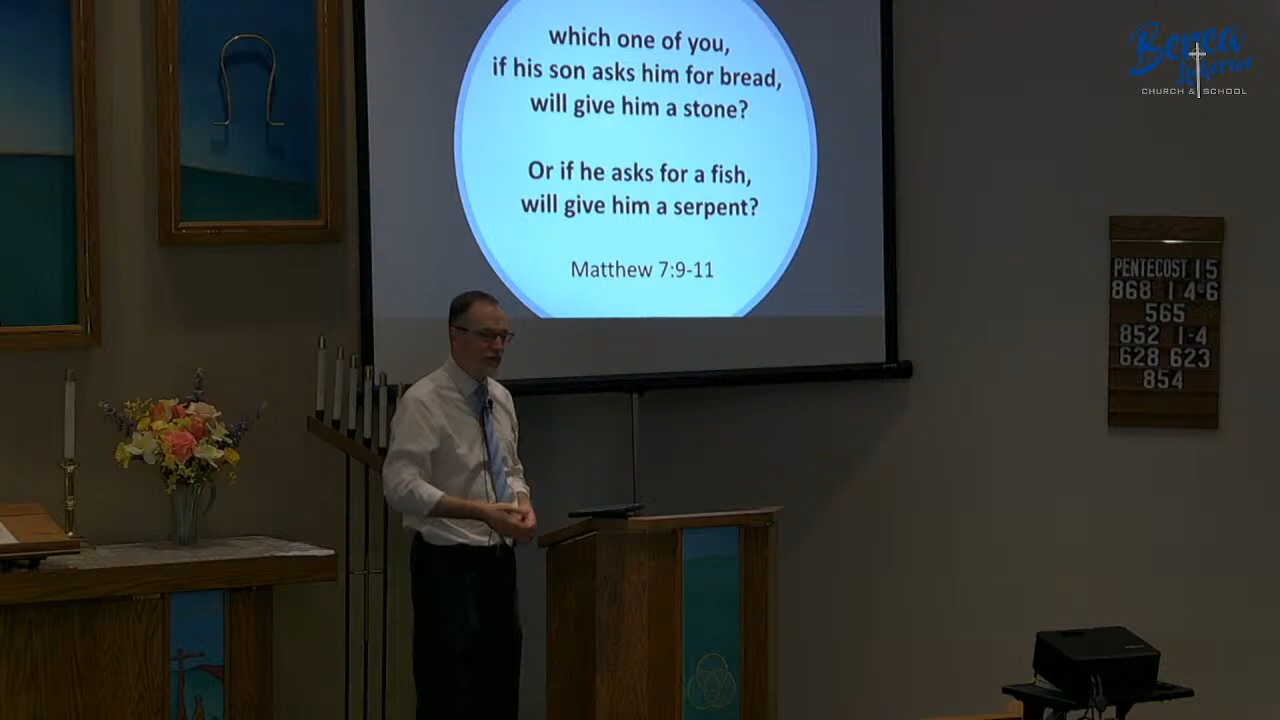 which one of you,
if his son asks him for bread,
will give him a stone?
Or if he asks for a fish,
will give him a serpent?
Matthew 7:9-11
Berea
Lutheran
CHURCH & SCHOOL
PENTECOST 15
868 1 4-6
565
852 1-4
628 623
854